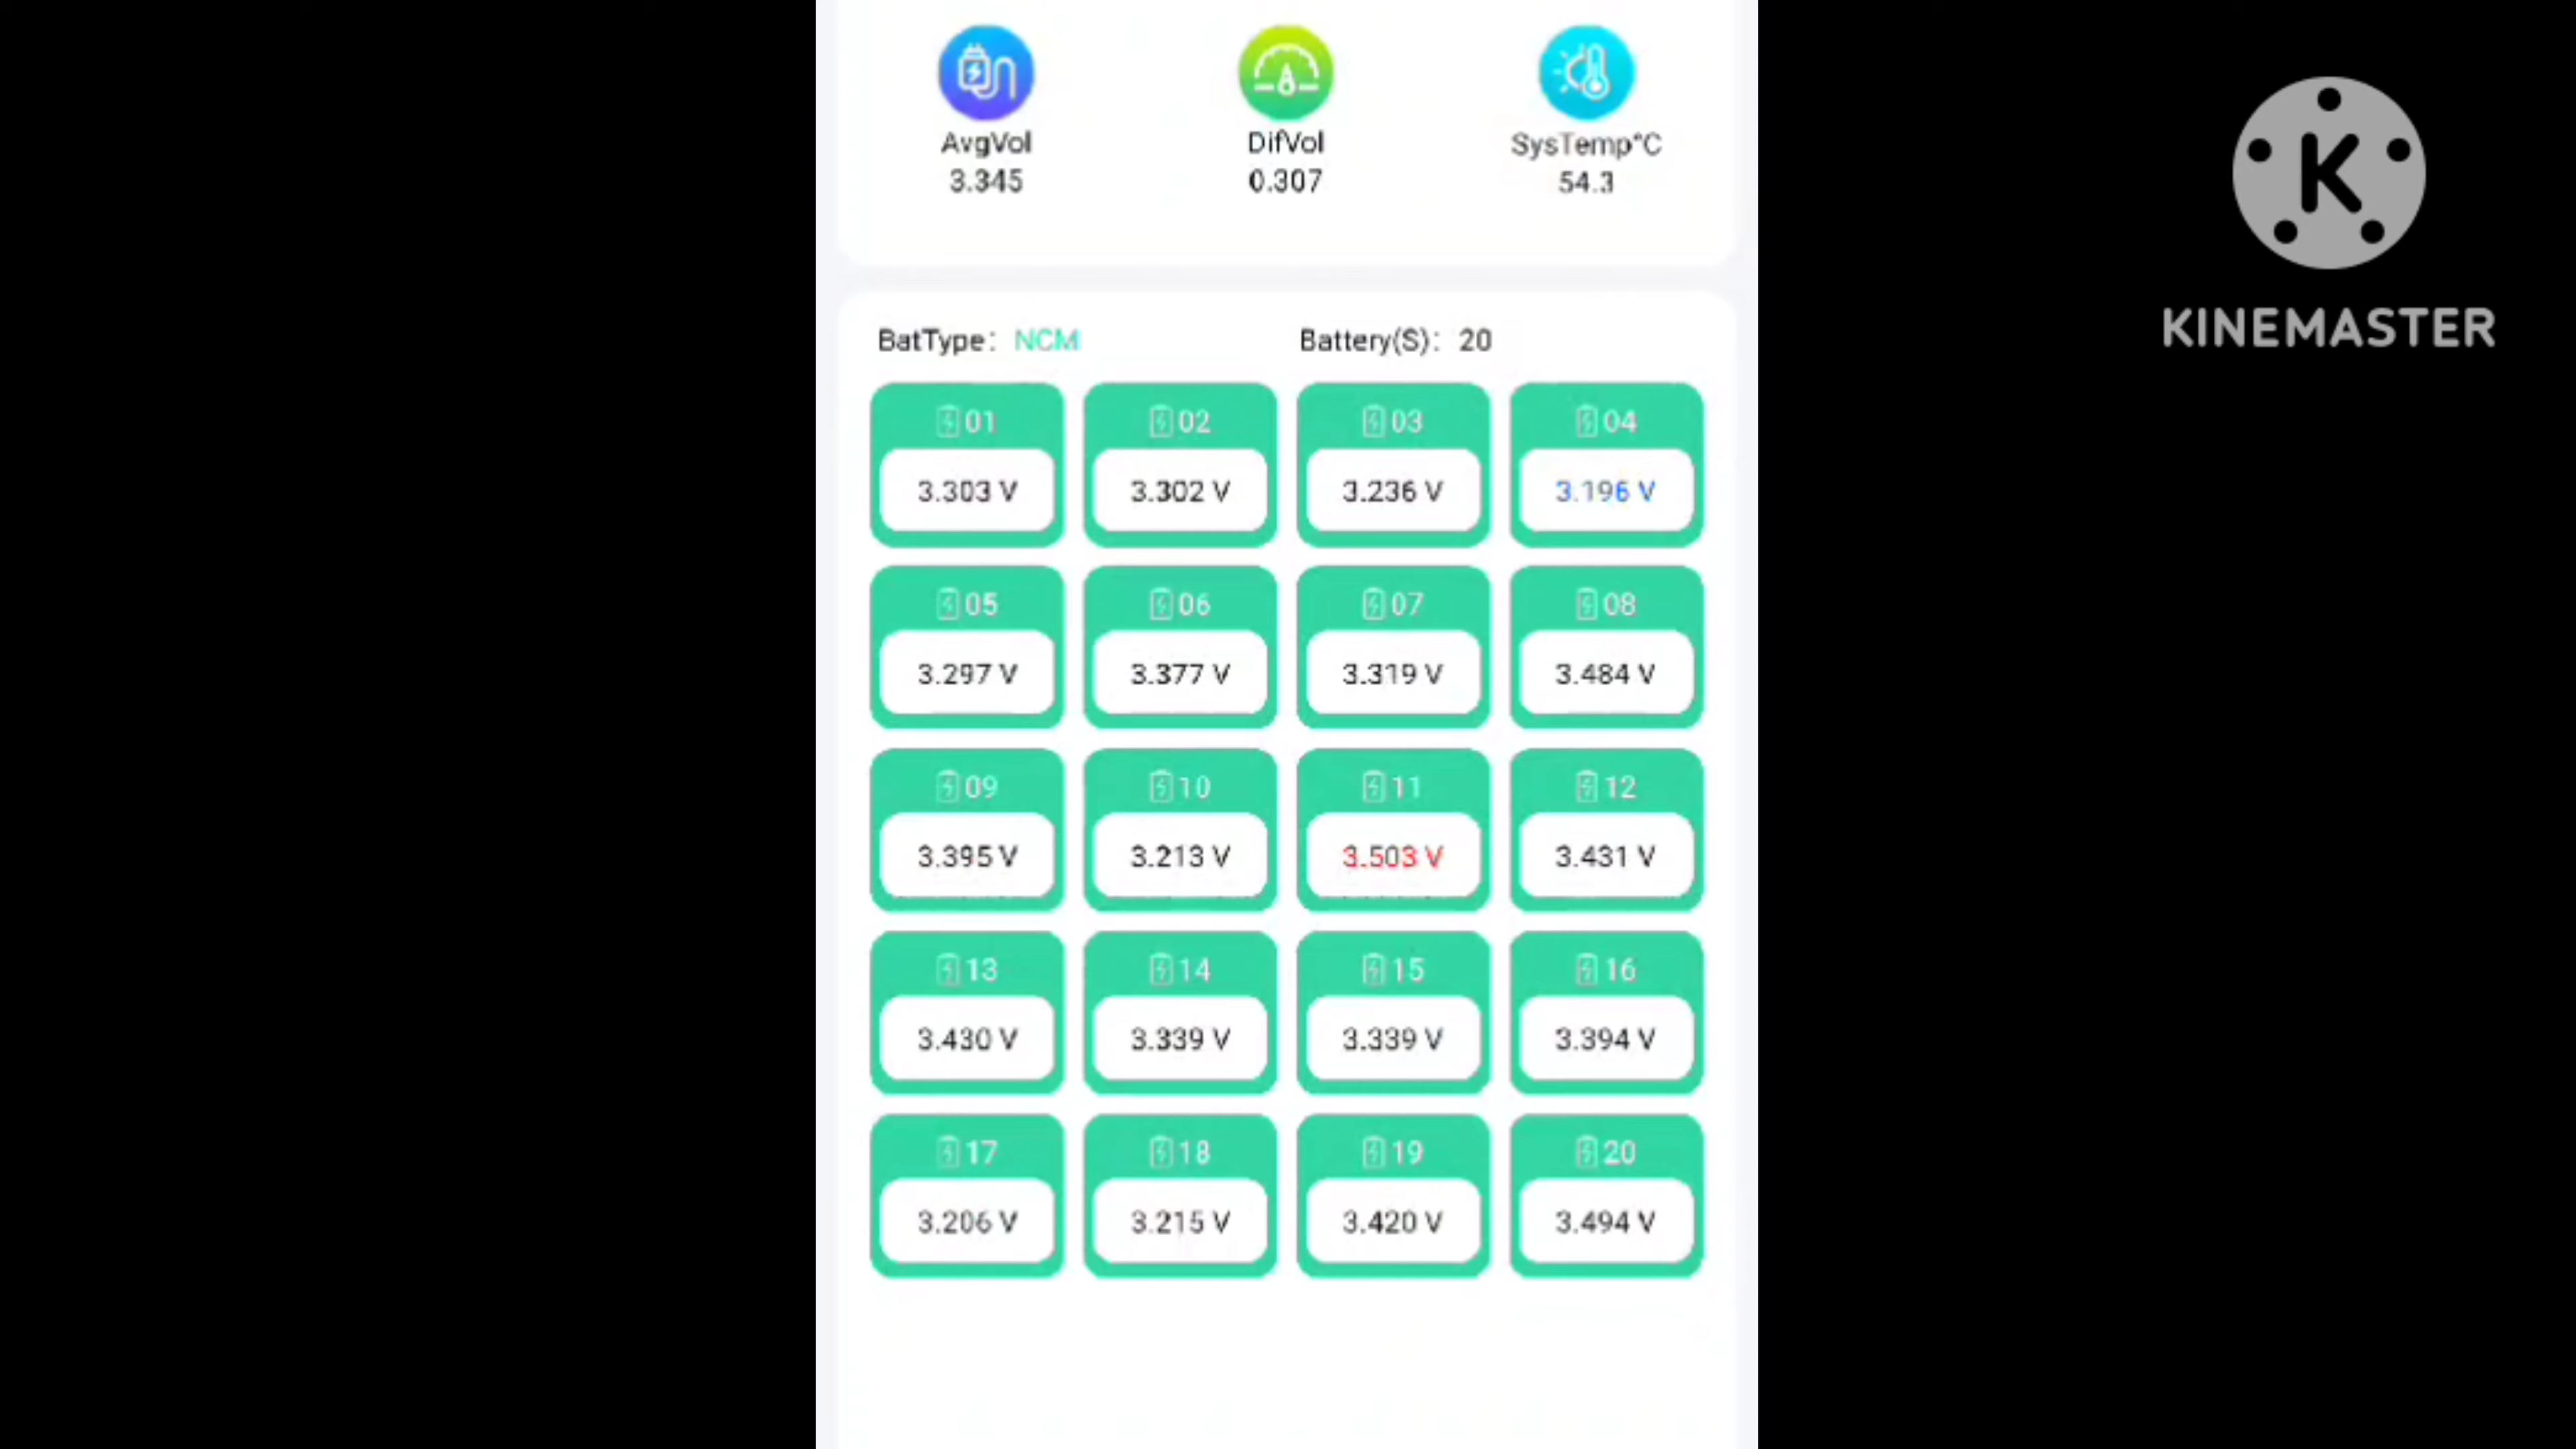 AvgVol DifVol SysTemp°C
3.345 0.307 54.3
K
KINEMASTER
BatType: NCM Battery(S): 20
01 02 03 04
3.303 V 3.302 V 3.236 V 3.196 V
05 06 07 08
3.297 V 3.377 V 3.319 V 3.484 V
09 10 11 12
3.395 V 3.213 V 3.503 V 3.431 V
13 14 15 16
3.430 V 3.339 V 3.339 V 3.394 V
17 18 19 20
3.206 V 3.215 V 3.420 V 3.494 V